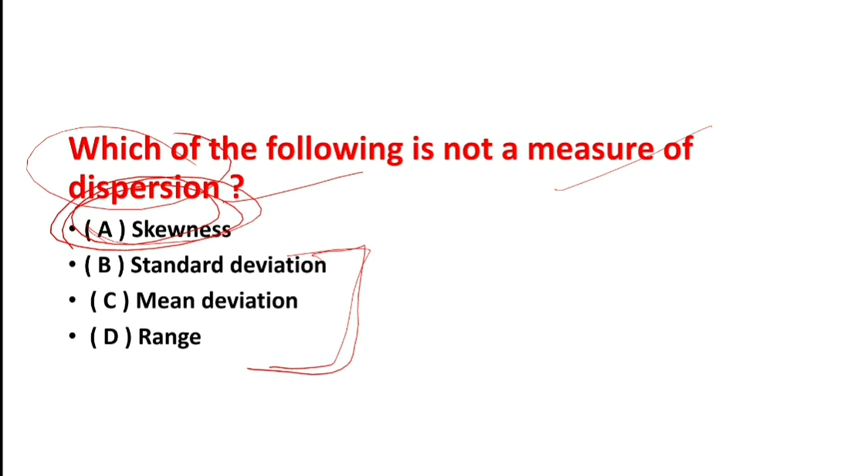 Which of the following is not a measure of
dispersion ?
• ( A ) Skewness
• ( B ) Standard deviation
• ( C ) Mean deviation
• ( D ) Range